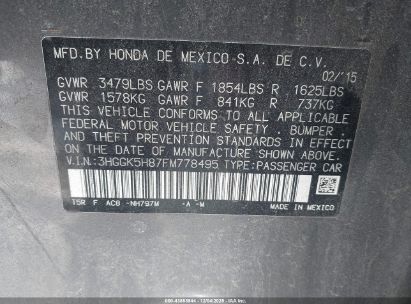 MFD.BY HONDA DE MEXICO S.A. DE C.V.
02/'15
GVWR 3479LBS GAWR F 1854LBS R 1625LBS
GVWR 1578KG GAWR F 841KG R 737KG
THIS VEHICLE CONFORMS TO ALL APPLICABLE
FEDERAL MOTOR VEHICLE SAFETY , BUMPER ,
AND THEFT PREVENTION STANDARDS IN EFFECT
ON THE DATE OF MANUFACTURE SHOWN ABOVE.
V.I.N.:3HGGK5H87FM778495 TYPE:PASSENGER CAR
T5R F AC8 -NH797M -A -M
MADE IN MEXICO